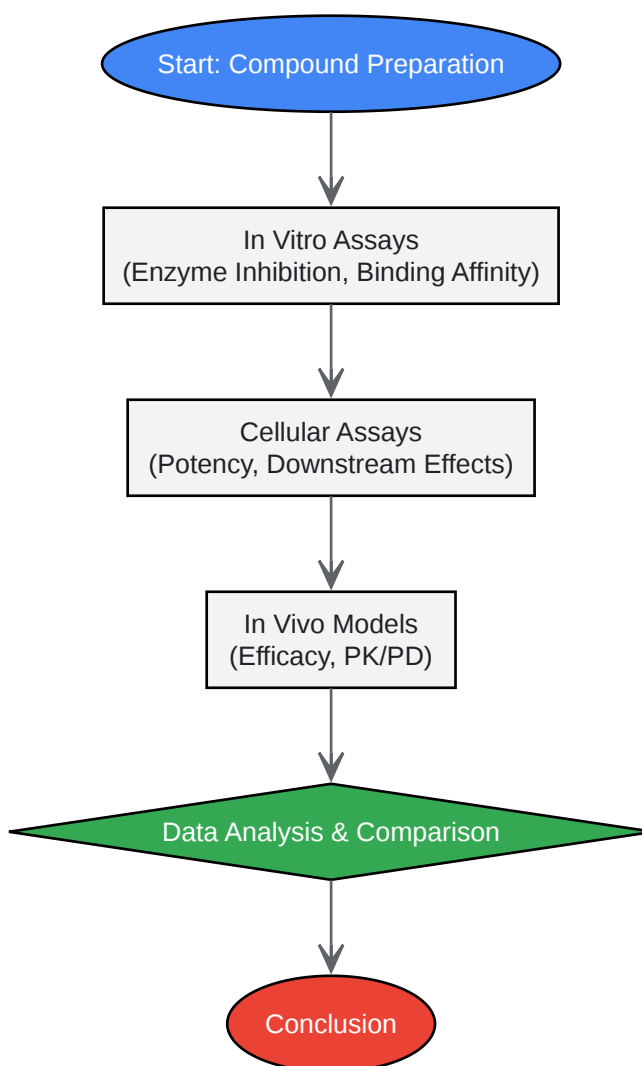 Start: Compound Preparation
In Vitro Assays
(Enzyme Inhibition, Binding Affinity)
Cellular Assays
(Potency, Downstream Effects)
In Vivo Models
(Efficacy, PK/PD)
Data Analysis & Comparison
Conclusion